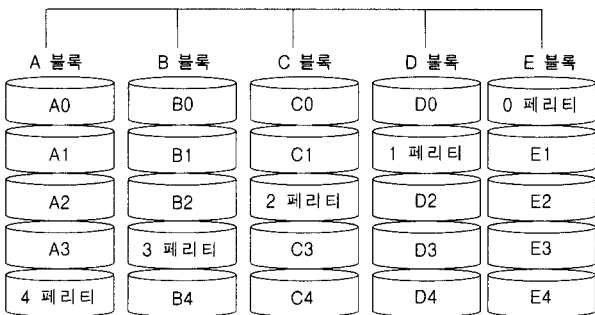 A 블록 B 블록 C 블록 D 블록 E 블록
A0 B0 C0 D0 0 페리티
A1 B1 C1 1 페리티 E1
A2 B2 2 페리티 D2 E2
A3 3 페리티 C3 D3 E3
4 페리티 B4 C4 D4 E4